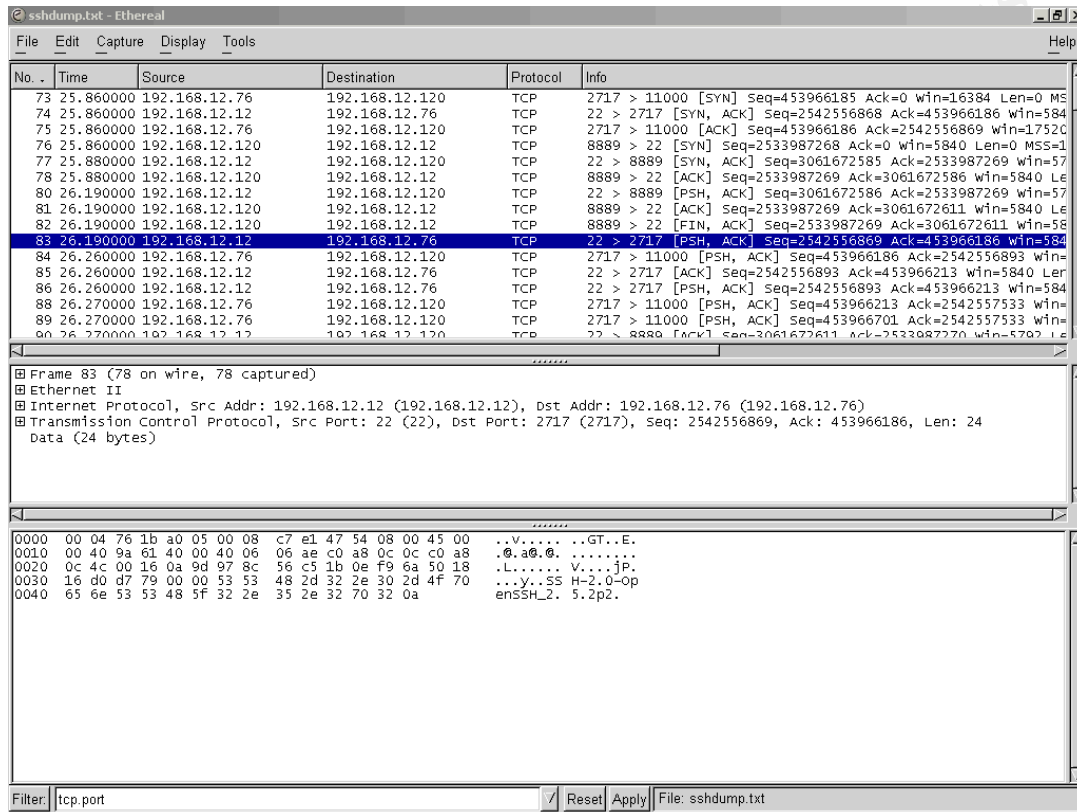 sshdump.txt - Ethereal
File Edit Capture Display Tools Help
No. . Time Source Destination Protocol Info
73 25.860000 192.168.12.76 192.168.12.120 TCP 2717 > 11000 [SYN] Seq=453966185 Ack=0 Win=16384 Len=0 MS
74 25.860000 192.168.12.12 192.168.12.76 TCP 22 > 2717 [SYN, ACK] Seq=2542556868 Ack=453966186 Win=584
75 25.860000 192.168.12.76 192.168.12.120 TCP 2717 > 11000 [ACK] Seq=453966186 Ack=2542556869 Win=17520
76 25.860000 192.168.12.120 192.168.12.12 TCP 8889 > 22 [SYN] Seq=2533987268 Ack=0 Win=5840 Len=0 MSS=1
77 25.880000 192.168.12.12 192.168.12.120 TCP 22 > 8889 [SYN, ACK] Seq=3061672585 Ack=2533987269 Win=57
78 25.880000 192.168.12.120 192.168.12.12 TCP 8889 > 22 [ACK] Seq=2533987269 Ack=3061672586 Win=5840 Le
80 26.190000 192.168.12.12 192.168.12.120 TCP 22 > 8889 [PSH, ACK] Seq=3061672586 Ack=2533987269 Win=57
81 26.190000 192.168.12.120 192.168.12.12 TCP 8889 > 22 [ACK] Seq=2533987269 Ack=3061672611 Win=5840 Le
82 26.190000 192.168.12.120 192.168.12.12 TCP 8889 > 22 [FIN, ACK] Seq=2533987269 Ack=3061672611 Win=58
83 26.190000 192.168.12.12 192.168.12.76 TCP 22 > 2717 [PSH, ACK] Seq=2542556869 Ack=453966186 Win=584
84 26.260000 192.168.12.76 192.168.12.120 TCP 2717 > 11000 [PSH, ACK] Seq=453966186 Ack=2542556893 Win=
85 26.260000 192.168.12.12 192.168.12.76 TCP 22 > 2717 [ACK] Seq=2542556893 Ack=453966213 Win=5840 Len
86 26.260000 192.168.12.12 192.168.12.76 TCP 22 > 2717 [PSH, ACK] Seq=2542556893 Ack=453966213 Win=584
88 26.270000 192.168.12.76 192.168.12.120 TCP 2717 > 11000 [PSH, ACK] Seq=453966213 Ack=2542557533 Win=
89 26.270000 192.168.12.76 192.168.12.120 TCP 2717 > 11000 [PSH, ACK] Seq=453966701 Ack=2542557533 Win=
90 26.270000 192.168.12.12 192.168.12.120 TCP 22 > 8889 [ACK] Seq=3061672611 Ack=2533987270 Win=5792 Le
Frame 83 (78 on wire, 78 captured)
Ethernet II
Internet Protocol, Src Addr: 192.168.12.12 (192.168.12.12), Dst Addr: 192.168.12.76 (192.168.12.76)
Transmission Control Protocol, Src Port: 22 (22), Dst Port: 2717 (2717), Seq: 2542556869, Ack: 453966186, Len: 24
Data (24 bytes)
0000 00 04 76 1b a0 05 00 08 c7 e1 47 54 08 00 45 00 ..v..... ..GT..E.
0010 00 40 9a 61 40 00 40 06 06 ae c0 a8 0c 0c c0 a8 .@.a@.@. ........
0020 0c 4c 00 16 0a 9d 97 8c 56 c5 1b 0e f9 6a 50 18 .L...... V....jP.
0030 16 d0 d7 79 00 00 53 53 48 2d 32 2e 30 2d 4f 70 ...y..SS H-2.0-Op
0040 65 6e 53 53 48 5f 32 2e 35 2e 32 70 32 0a enSSH_2. 5.2p2.
Filter: tcp.port Reset Apply File: sshdump.txt